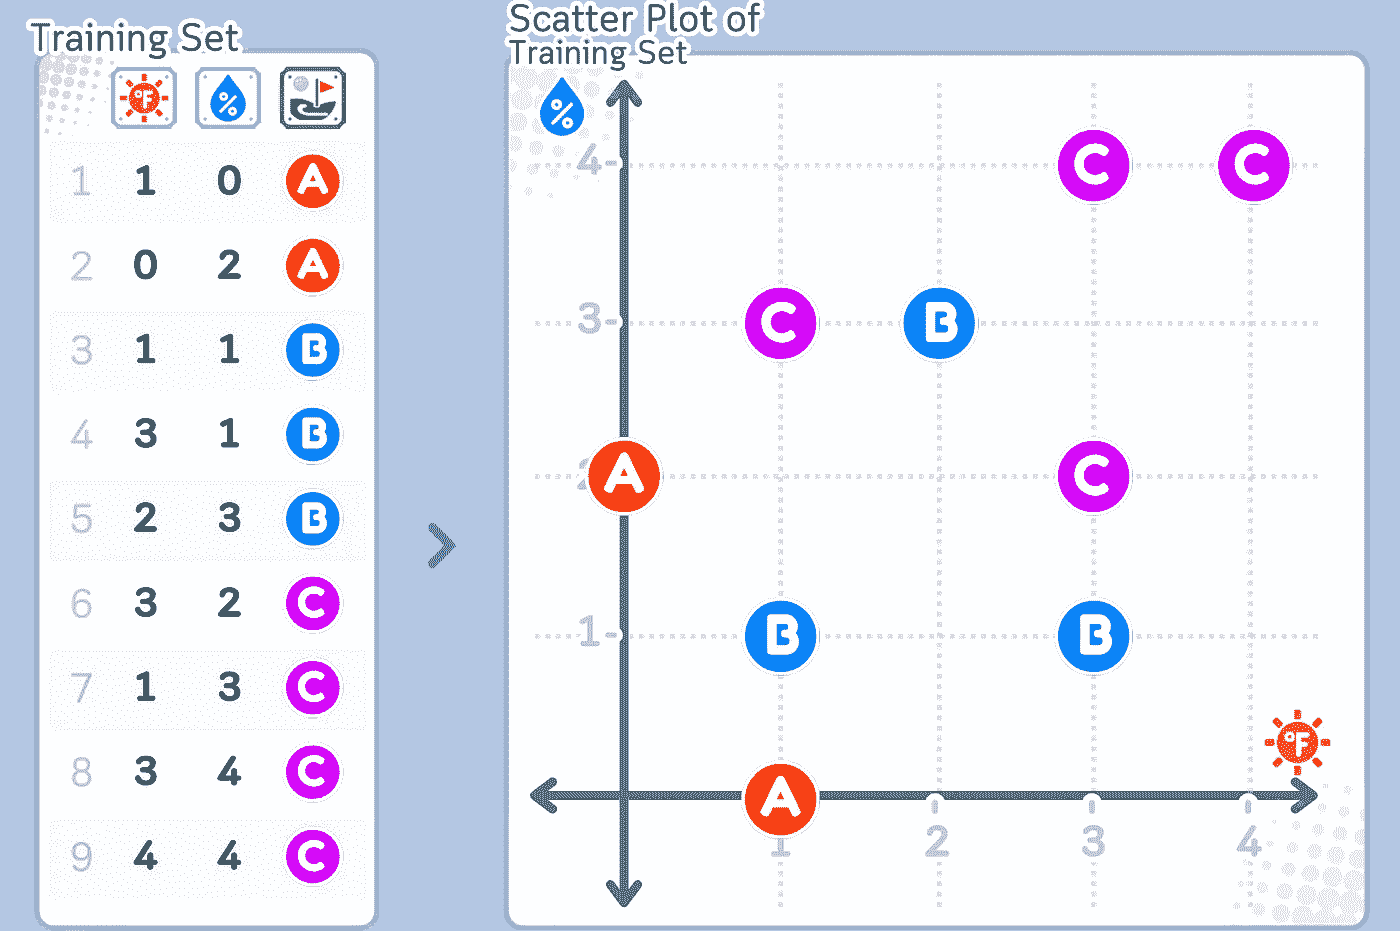 Training Set
°F % 
1 1 0 A
2 0 2 A
3 1 1 B
4 3 1 B
5 2 3 B
6 3 2 C
7 1 3 C
8 3 4 C
9 4 4 C
Scatter Plot of
Training Set
%
4 C C
3 C B
A C
1 B B
°F
A
1 2 3 4